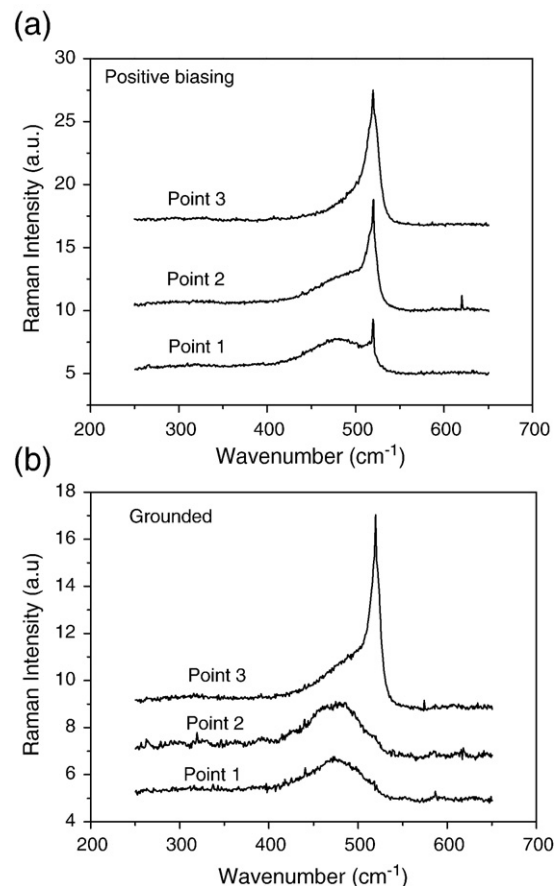 (a)
30
25
20
15
10
5
Raman Intensity (a.u.)
Positive biasing
Point 3
Point 2
Point 1
200 300 400 500 600 700
Wavenumber (cm⁻¹)
(b)
18
16
14
12
10
8
6
4
Raman Intensity (a.u)
Grounded
Point 3
Point 2
Point 1
200 300 400 500 600 700
Wavenumber (cm⁻¹)